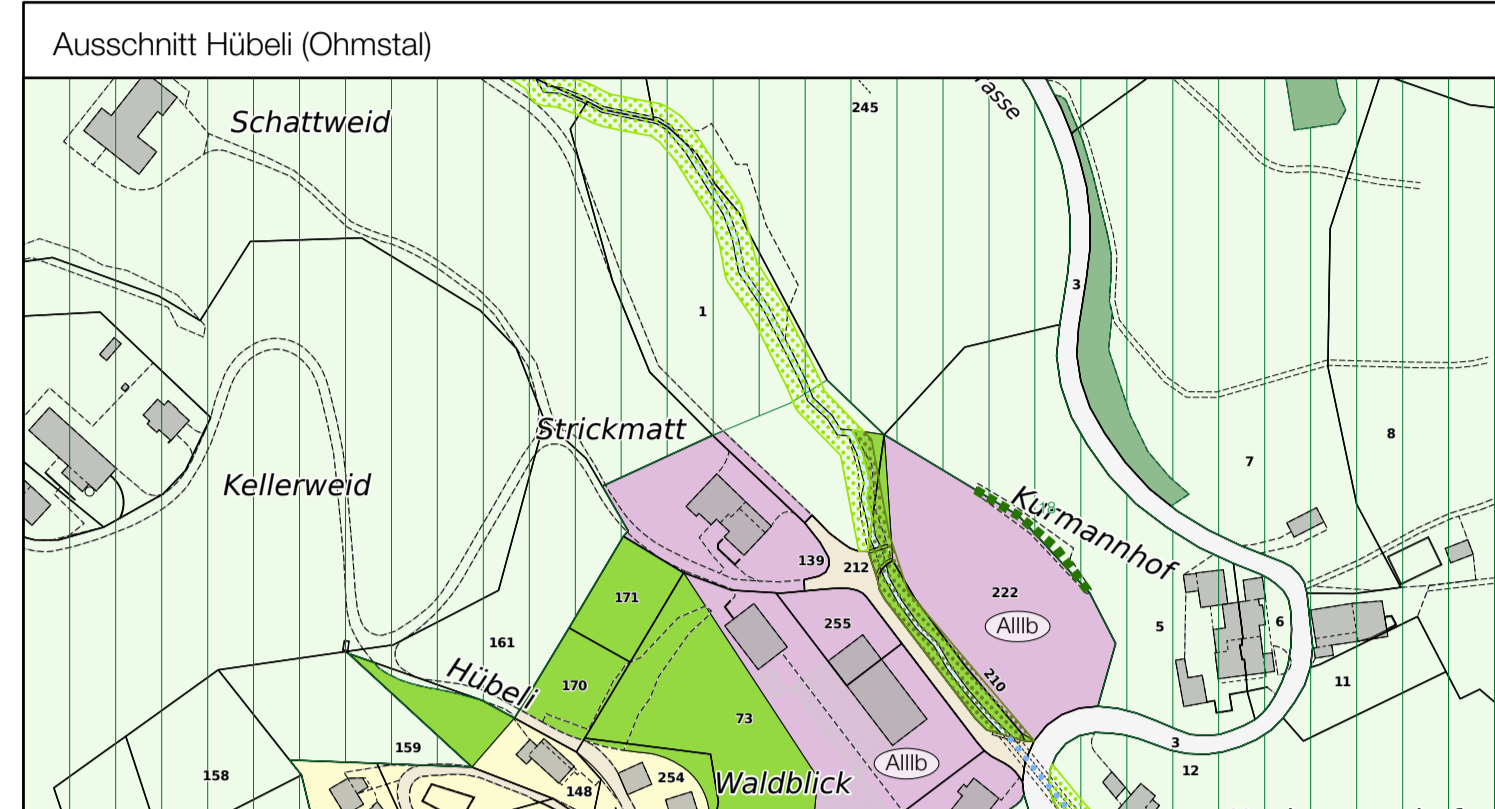 Ausschnitt Hübeli (Ohmstal)
Schattweid
245
asse
3
1
Strickmatt
8
7
Kellerweid
Kurmannhof
139
212
222
171
255
AIIIb
5
6
161
Hübeli
170
210
11
73
3
159
12
158
AIIIb
148
254
Waldblick